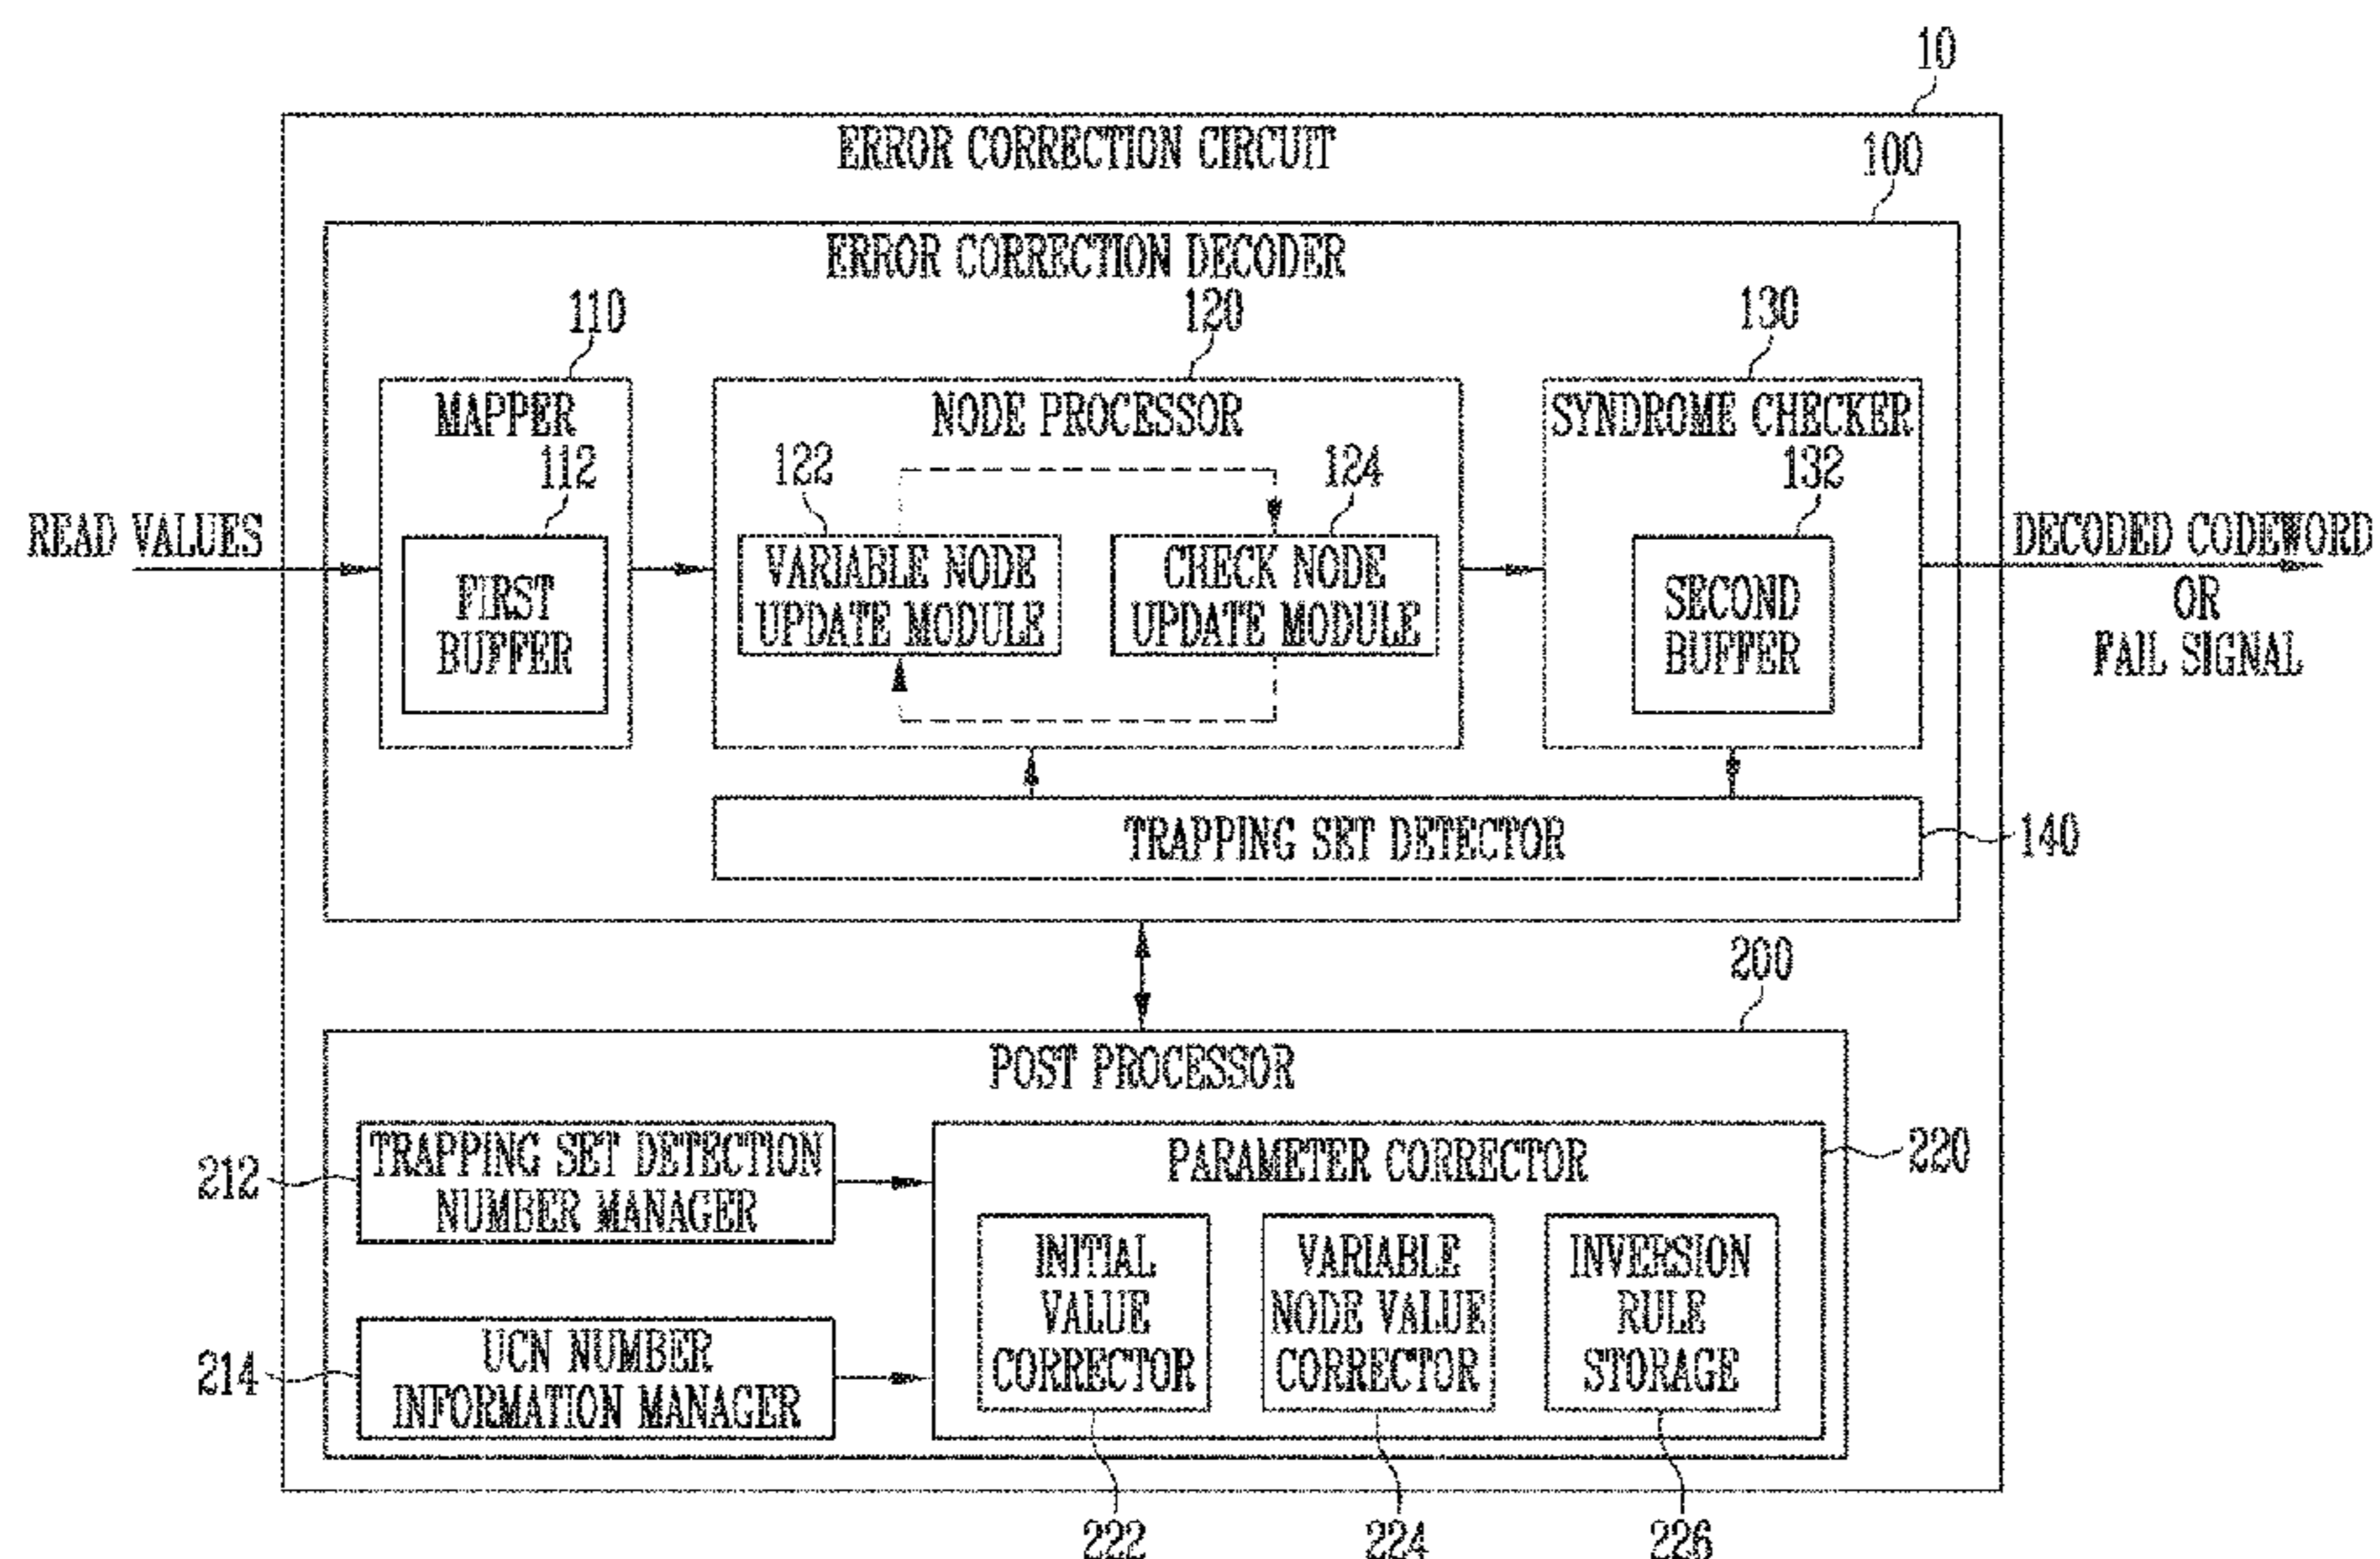 10
ERROR CORRECTION CIRCUIT
100
ERROR CORRECTION DECODER
110
120
130
MAPPER
NODE PROCESSOR
SYNDROME CHECKER
112
122
124
132
READ VALUES
FIRST
BUFFER
VARIABLE NODE
UPDATE MODULE
CHECK NODE
UPDATE MODULE
SECOND
BUFFER
DECODED CODEWORD
OR
FAIL SIGNAL
TRAPPING SET DETECTOR
140
200
POST PROCESSOR
212
TRAPPING SET DETECTION
NUMBER MANAGER
PARAMETER CORRECTOR
220
214
UCN NUMBER
INFORMATION MANAGER
INITIAL
VALUE
CORRECTOR
VARIABLE
NODE VALUE
CORRECTOR
INVERSION
RULE
STORAGE
222
224
226